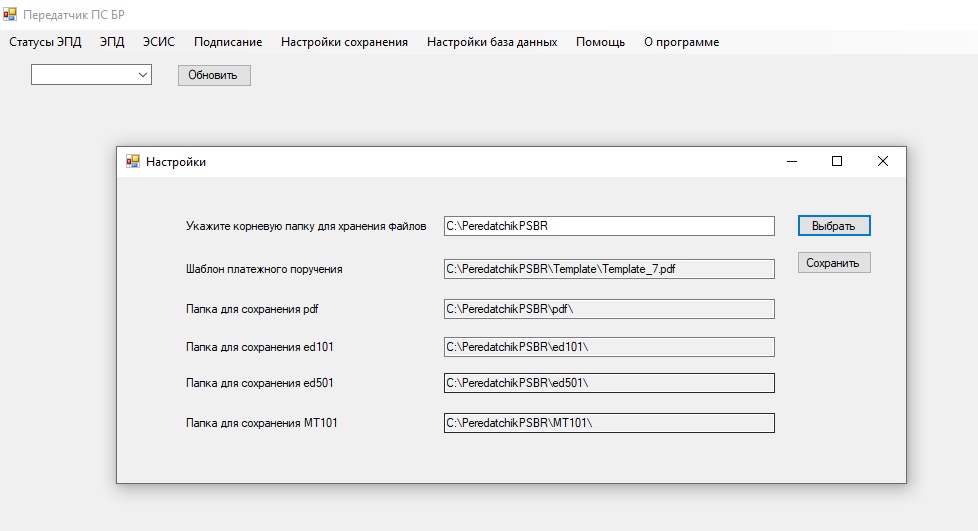 Передатчик ПС БР
Статусы ЭПД ЭПД ЭСИС Подписание Настройки сохранения Настройки база данных Помощь О программе
Обновить
Настройки
Укажите корневую папку для хранения файлов C:\PeredatchikPSBR Выбрать
Сохранить
Шаблон платежного поручения C:\PeredatchikPSBR\Template\Template_7.pdf
Папка для сохранения pdf C:\PeredatchikPSBR\pdf\
Папка для сохранения ed101 C:\PeredatchikPSBR\ed101\
Папка для сохранения ed501 C:\PeredatchikPSBR\ed501\
Папка для сохранения MT101 C:\PeredatchikPSBR\MT101\